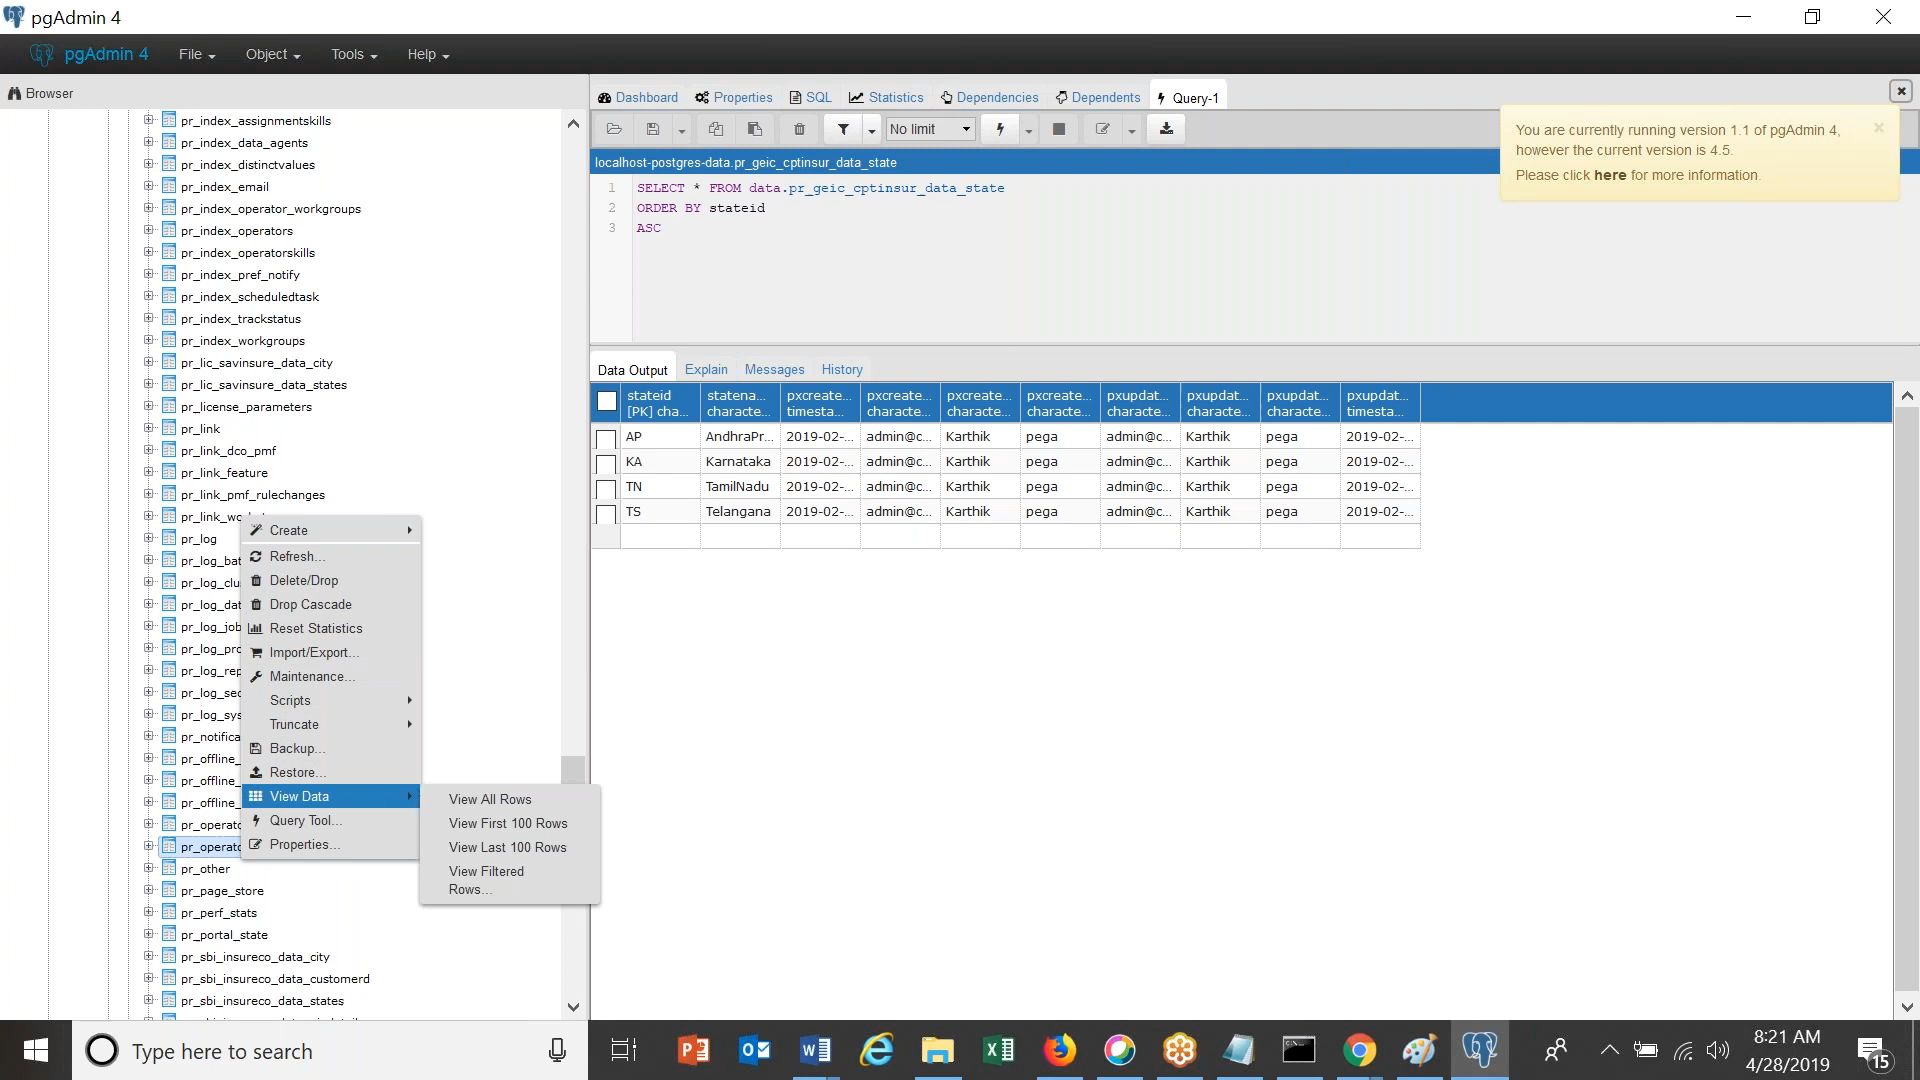 pgAdmin 4
pgAdmin 4 File Object Tools Help
Browser
pr_index_assignmentskills
pr_index_data_agents
pr_index_distinctvalues
pr_index_email
pr_index_operator_workgroups
pr_index_operators
pr_index_operatorskills
pr_index_pref_notify
pr_index_scheduledtask
pr_index_trackstatus
pr_index_workgroups
pr_lic_savinsure_data_city
pr_lic_savinsure_data_states
pr_license_parameters
pr_link
pr_link_dco_pmf
pr_link_feature
pr_link_pmf_rulechanges
pr_log
pr_other
pr_page_store
pr_perf_stats
pr_portal_state
pr_sbi_insureco_data_city
pr_sbi_insureco_data_customerd
pr_sbi_insureco_data_states
Create
Refresh...
Delete/Drop
Drop Cascade
Reset Statistics
Import/Export...
Maintenance...
Scripts
Truncate
Backup...
Restore...
View Data
Query Tool...
Properties...
View All Rows
View First 100 Rows
View Last 100 Rows
View Filtered
Rows...
Dashboard Properties SQL Statistics Dependencies Dependents Query-1
No limit
localhost-postgres-data.pr_geic_cptinsur_data_state
1 SELECT * FROM data.pr_geic_cptinsur_data_state
2 ORDER BY stateid
3 ASC
You are currently running version 1.1 of pgAdmin 4,
however the current version is 4.5.
Please click here for more information.
Data Output Explain Messages History
stateid statena... pxcreate... pxcreate... pxcreate... pxcreate... pxupdat... pxupdat... pxupdat... pxupdat...
[PK] cha... characte... timesta... characte... characte... characte... characte... characte... characte... timesta...
AP AndhraPr... 2019-02-... admin@c... Karthik pega admin@c... Karthik pega 2019-02-...
KA Karnataka 2019-02-... admin@c... Karthik pega admin@c... Karthik pega 2019-02-...
TN TamilNadu 2019-02-... admin@c... Karthik pega admin@c... Karthik pega 2019-02-...
TS Telangana 2019-02-... admin@c... Karthik pega admin@c... Karthik pega 2019-02-...
Type here to search
8:21 AM
4/28/2019
15